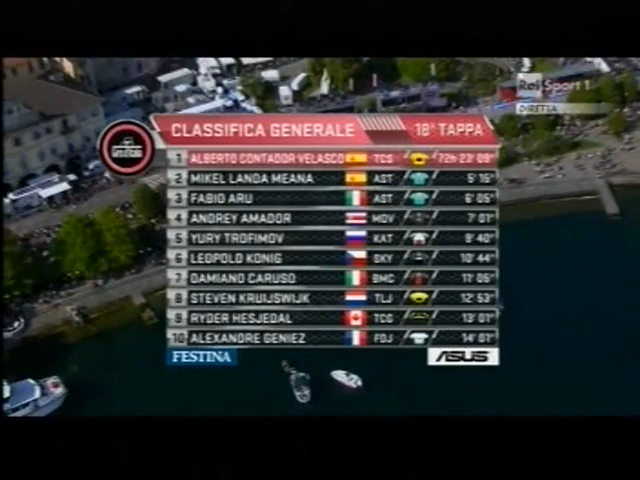 Rai Sport 1
DIRETTA
CLASSIFICA GENERALE 18ª TAPPA
1 ALBERTO CONTADOR VELASCO TCS 72h 23' 09"
2 MIKEL LANDA MEANA AST 5' 15"
3 FABIO ARU AST 6' 05"
4 ANDREY AMADOR MOV 7' 01"
5 YURY TROFIMOV KAT 9' 40"
6 LEOPOLD KONIG SKY 10' 44"
7 DAMIANO CARUSO BMC 11' 05"
8 STEVEN KRUIJSWIJK TLJ 12' 53"
9 RYDER HESJEDAL TCG 13' 01"
10 ALEXANDRE GENIEZ FDJ 14' 01"
FESTINA ASUS